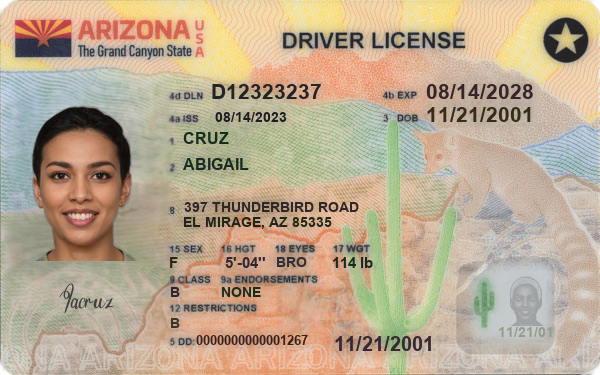 ARIZONA USA DRIVER LICENSE
The Grand Canyon State
4d DLN D12323237 4b EXP 08/14/2028
4a ISS 08/14/2023 3 DOB 11/21/2001
1 CRUZ
2 ABIGAIL
8 397 THUNDERBIRD ROAD
EL MIRAGE, AZ 85335
15 SEX 16 HGT 18 EYES 17 WGT
F 5'-04" BRO 114 lb
9 CLASS 9a ENDORSEMENTS
B NONE
12 RESTRICTIONS
B
Jacruz
11/21/01
5 DD: 0000000000001267 11/21/2001
ARIZONA ARIZONA ARIZONA ARIZONA